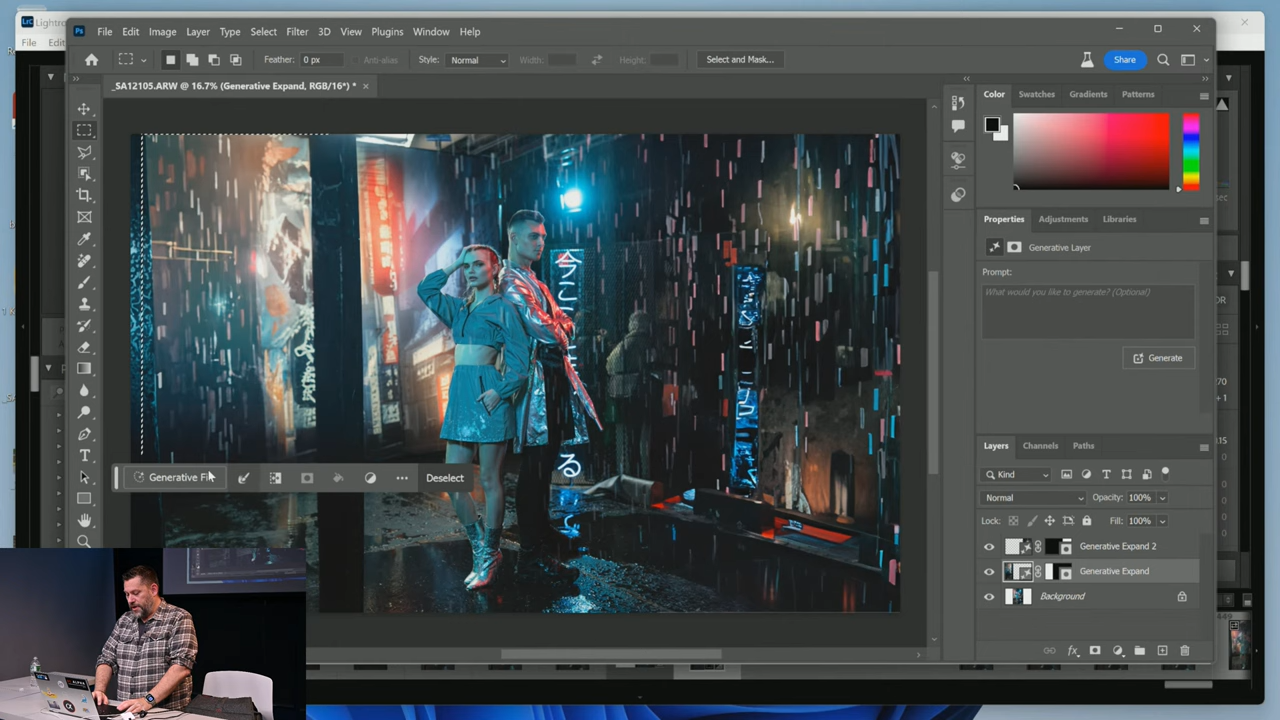 Lightro
File
Edit
File Edit Image Layer Type Select Filter 3D View Plugins Window Help
Feather: 0 px Anti-alias Style: Normal Width: Height: Select and Mask... Share
_SA12105.ARW @ 16.7% (Generative Expand, RGB/16*) *
Color Swatches Gradients Patterns
Properties Adjustments Libraries
Generative Layer
Prompt:
What would you like to generate? (Optional)
Generate
Generative Fi
Deselect
Layers Channels Paths
Kind
Normal Opacity: 100%
Lock: Fill: 100%
Generative Expand 2
Generative Expand
Background